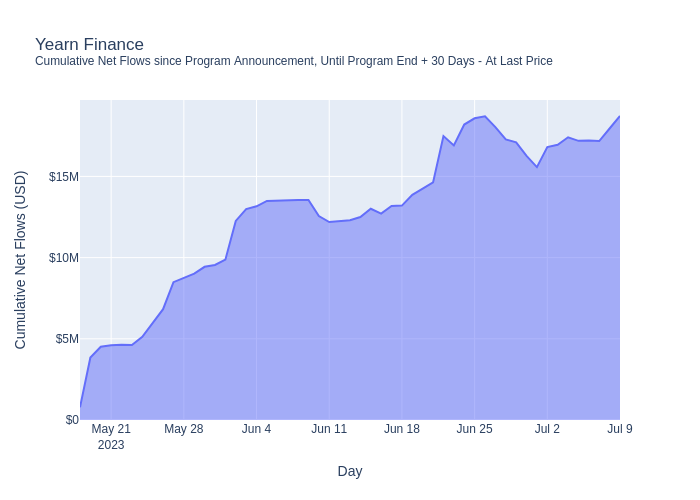 Yearn Finance
Cumulative Net Flows since Program Announcement, Until Program End + 30 Days - At Last Price
Cumulative Net Flows (USD)
$15M
$10M
$5M
$0
May 21
2023
May 28
Jun 4
Jun 11
Jun 18
Jun 25
Jul 2
Jul 9
Day